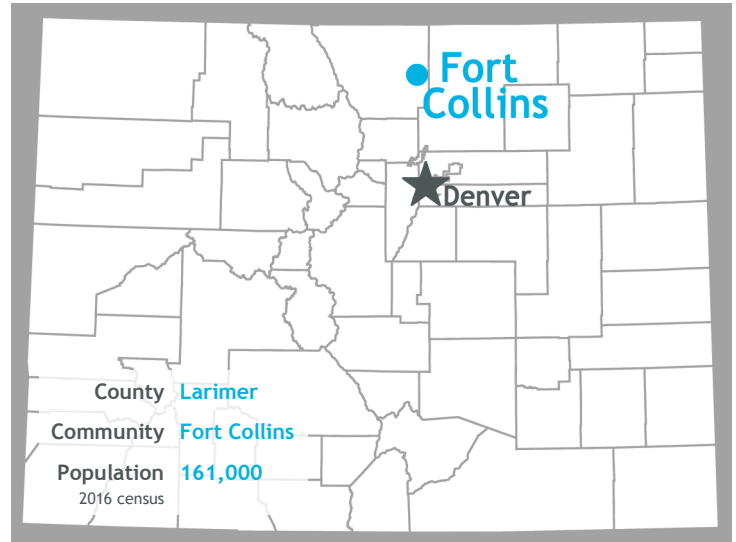 Fort
Collins
Denver
County Larimer
Community Fort Collins
Population 161,000
2016 census